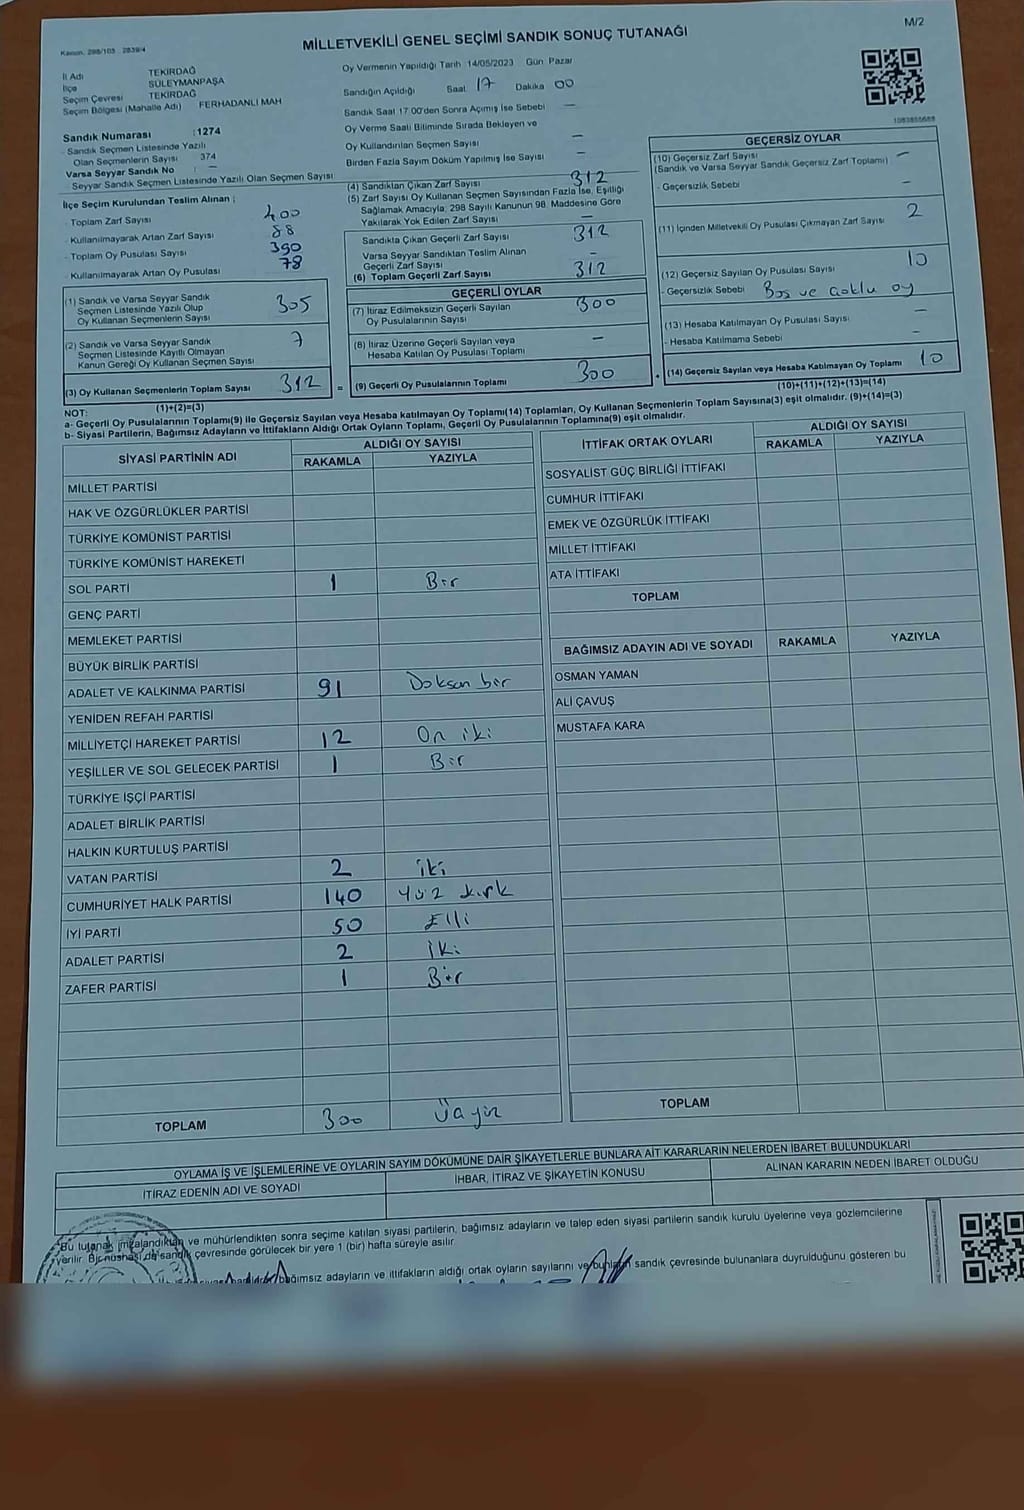 M/2
Kanun, 298/105 2839/4
MİLLETVEKİLİ GENEL SEÇİMİ SANDIK SONUÇ TUTANAĞI
İl Adı TEKİRDAĞ
İlçe SÜLEYMANPAŞA
Seçim Çevresi TEKİRDAĞ
Seçim Bölgesi (Mahalle Adı) FERHADANLI MAH
Sandık Numarası : 1274
- Sandık Seçmen Listesinde Yazılı
Olan Seçmenlerin Sayısı 374
Varsa Seyyar Sandık No : —
Seyyar Sandık Seçmen Listesinde Yazılı Olan Seçmen Sayısı
İlçe Seçim Kurulundan Teslim Alınan ;
- Toplam Zarf Sayısı 400
- Kullanılmayarak Artan Zarf Sayısı 88
- Toplam Oy Pusulası Sayısı 390
- Kullanılmayarak Artan Oy Pusulası 78
(1) Sandık ve Varsa Seyyar Sandık
Seçmen Listesinde Yazılı Olup
Oy Kullanan Seçmenlerin Sayısı 305
(2) Sandık ve Varsa Seyyar Sandık
Seçmen Listesinde Kayıtlı Olmayan
Kanun Gereği Oy Kullanan Seçmen Sayısı 7
(3) Oy Kullanan Seçmenlerin Toplam Sayısı 312
(1)+(2)=(3)
Oy Vermenin Yapıldığı Tarih 14/05/2023 Gün Pazar
Sandığın Açıldığı Saat 17 Dakika 00
Sandık Saat 17:00'den Sonra Açımış İse Sebebi —
Oy Verme Saati Bitiminde Sırada Bekleyen ve
Oy Kullandırılan Seçmen Sayısı —
Birden Fazla Sayım Döküm Yapılmış İse Sayısı —
(4) Sandıktan Çıkan Zarf Sayısı 312
(5) Zarf Sayısı Oy Kullanan Seçmen Sayısından Fazla İse, Eşitliği
Sağlamak Amacıyla; 298 Sayılı Kanunun 98. Maddesine Göre
Yakılarak Yok Edilen Zarf Sayısı —
Sandıkta Çıkan Geçerli Zarf Sayısı 312
Varsa Seyyar Sandıktan Teslim Alınan
Geçerli Zarf Sayısı —
(6) Toplam Geçerli Zarf Sayısı 312
GEÇERLİ OYLAR
(7) İtiraz Edilmeksizin Geçerli Sayılan
Oy Pusulalarının Sayısı 300
(8) İtiraz Üzerine Geçerli Sayılan veya
Hesaba Katılan Oy Pusulası Toplamı —
= (9) Geçerli Oy Pusulalarının Toplamı 300
1083855688
GEÇERSİZ OYLAR
(10) Geçersiz Zarf Sayısı
(Sandık ve Varsa Seyyar Sandık Geçersiz Zarf Toplamı) —
- Geçersizlik Sebebi —
(11) İçinden Milletvekili Oy Pusulası Çıkmayan Zarf Sayısı 2
(12) Geçersiz Sayılan Oy Pusulası Sayısı 10
- Geçersizlik Sebebi Boş ve çoklu oy
(13) Hesaba Katılmayan Oy Pusulası Sayısı —
- Hesaba Katılmama Sebebi —
(14) Geçersiz Sayılan veya Hesaba Katılmayan Oy Toplamı 10
(10)+(11)+(12)+(13)=(14)
NOT:
a- Geçerli Oy Pusulalarının Toplamı(9) ile Geçersiz Sayılan veya Hesaba katılmayan Oy Toplamı(14) Toplamları, Oy Kullanan Seçmenlerin Toplam Sayısına(3) eşit olmalıdır. (9)+(14)=(3)
b- Siyasi Partilerin, Bağımsız Adayların ve İttifakların Aldığı Ortak Oyların Toplamı, Geçerli Oy Pusulalarının Toplamına(9) eşit olmalıdır.
SİYASİ PARTİNİN ADI ALDIĞI OY SAYISI
RAKAMLA YAZIYLA
MİLLET PARTİSİ
HAK VE ÖZGÜRLÜKLER PARTİSİ
TÜRKİYE KOMÜNİST PARTİSİ
TÜRKİYE KOMÜNİST HAREKETİ
SOL PARTİ 1 Bir
GENÇ PARTİ
MEMLEKET PARTİSİ
BÜYÜK BİRLİK PARTİSİ
ADALET VE KALKINMA PARTİSİ 91 Doksan bir
YENİDEN REFAH PARTİSİ
MİLLİYETÇİ HAREKET PARTİSİ 12 On iki
YEŞİLLER VE SOL GELECEK PARTİSİ 1 Bir
TÜRKİYE İŞÇİ PARTİSİ
ADALET BİRLİK PARTİSİ
HALKIN KURTULUŞ PARTİSİ
VATAN PARTİSİ 2 iki
CUMHURİYET HALK PARTİSİ 140 Yüz kırk
İYİ PARTİ 50 Elli
ADALET PARTİSİ 2 İki
ZAFER PARTİSİ 1 Bir
TOPLAM 300
İTTİFAK ORTAK OYLARI ALDIĞI OY SAYISI
RAKAMLA YAZIYLA
SOSYALİST GÜÇ BİRLİĞİ İTTİFAKI
CUMHUR İTTİFAKI
EMEK VE ÖZGÜRLÜK İTTİFAKI
MİLLET İTTİFAKI
ATA İTTİFAKI
TOPLAM
BAĞIMSIZ ADAYIN ADI VE SOYADI RAKAMLA YAZIYLA
OSMAN YAMAN
ALİ ÇAVUŞ
MUSTAFA KARA
TOPLAM
OYLAMA İŞ VE İŞLEMLERİNE VE OYLARIN SAYIM DÖKÜMÜNE DAİR ŞİKAYETLERLE BUNLARA AİT KARARLARIN NELERDEN İBARET BULUNDUKLARI
İTİRAZ EDENİN ADI VE SOYADI İHBAR, İTİRAZ VE ŞİKAYETİN KONUSU ALINAN KARARIN NEDEN İBARET OLDUĞU
Bu tutanak imzalandıktan ve mühürlendikten sonra seçime katılan siyasi partilerin, bağımsız adayların ve talep eden siyasi partilerin sandık kurulu üyelerine veya gözlemcilerine
verilir. Bir nüshası da sandık çevresinde görülecek bir yere 1 (bir) hafta süreyle asılır.
bağımsız adayların ve ittifakların aldığı ortak oyların sayılarını ve bunların sandık çevresinde bulunanlara duyrulduğunu gösteren bu